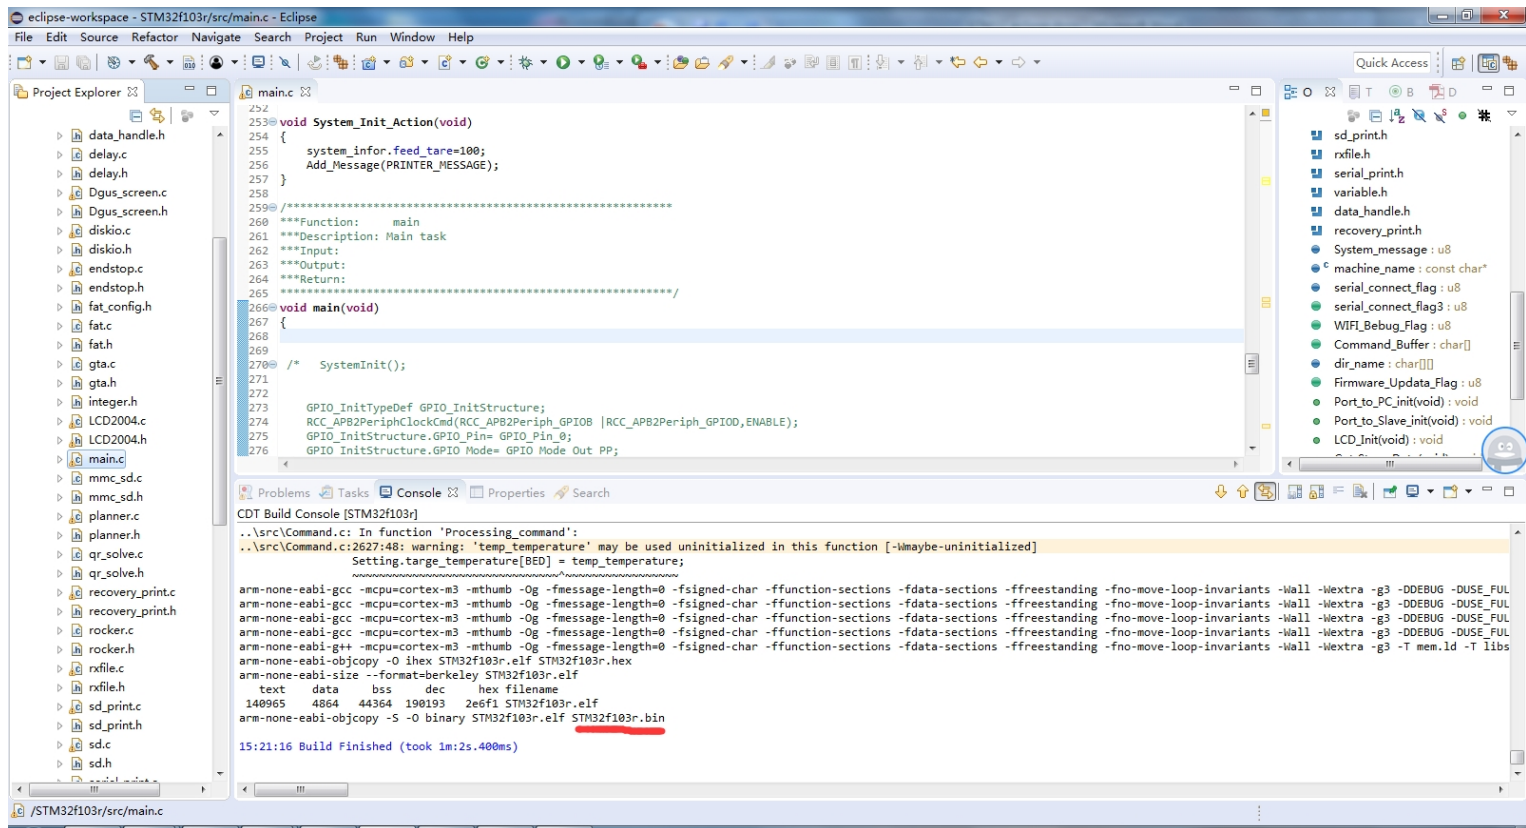 eclipse-workspace - STM32f103r/src/main.c - Eclipse
File Edit Source Refactor Navigate Search Project Run Window Help
Quick Access
Project Explorer
data_handle.h
delay.c
delay.h
Dgus_screen.c
Dgus_screen.h
diskio.c
diskio.h
endstop.c
endstop.h
fat_config.h
fat.c
fat.h
gta.c
gta.h
integer.h
LCD2004.c
LCD2004.h
main.c
mmc_sd.c
mmc_sd.h
planner.c
planner.h
qr_solve.c
qr_solve.h
recovery_print.c
recovery_print.h
rocker.c
rocker.h
rxfile.c
rxfile.h
sd_print.c
sd_print.h
sd.c
sd.h
main.c
252
253 void System_Init_Action(void)
254 {
255 system_infor.feed_tare=100;
256 Add_Message(PRINTER_MESSAGE);
257 }
258
259 /**********************************************************
260 ***Function: main
261 ***Description: Main task
262 ***Input:
263 ***Output:
264 ***Return:
265 ***********************************************************/
266 void main(void)
267 {
268
269
270 /* SystemInit();
271
272
273 GPIO_InitTypeDef GPIO_InitStructure;
274 RCC_APB2PeriphClockCmd(RCC_APB2Periph_GPIOB |RCC_APB2Periph_GPIOD,ENABLE);
275 GPIO_InitStructure.GPIO_Pin= GPIO_Pin_0;
276 GPIO_InitStructure.GPIO_Mode= GPIO_Mode_Out_PP;
O T B D
sd_print.h
rxfile.h
serial_print.h
variable.h
data_handle.h
recovery_print.h
System_message : u8
machine_name : const char*
serial_connect_flag : u8
serial_connect_flag3 : u8
WIFI_Bebug_Flag : u8
Command_Buffer : char[]
dir_name : char[][]
Firmware_Updata_Flag : u8
Port_to_PC_init(void) : void
Port_to_Slave_init(void) : void
LCD_Init(void) : void
Problems Tasks Console Properties Search
CDT Build Console [STM32f103r]
..\src\Command.c: In function 'Processing_command':
..\src\Command.c:2627:48: warning: 'temp_temperature' may be used uninitialized in this function [-Wmaybe-uninitialized]
Setting.targe_temperature[BED] = temp_temperature;
~~~~~~~~~~~~~~~~~~~~~~~~~~~~~~~^~~~~~~~~~~~~~~~~~
arm-none-eabi-gcc -mcpu=cortex-m3 -mthumb -Og -fmessage-length=0 -fsigned-char -ffunction-sections -fdata-sections -ffreestanding -fno-move-loop-invariants -Wall -Wextra -g3 -DDEBUG -DUSE_FUL
arm-none-eabi-gcc -mcpu=cortex-m3 -mthumb -Og -fmessage-length=0 -fsigned-char -ffunction-sections -fdata-sections -ffreestanding -fno-move-loop-invariants -Wall -Wextra -g3 -DDEBUG -DUSE_FUL
arm-none-eabi-gcc -mcpu=cortex-m3 -mthumb -Og -fmessage-length=0 -fsigned-char -ffunction-sections -fdata-sections -ffreestanding -fno-move-loop-invariants -Wall -Wextra -g3 -DDEBUG -DUSE_FUL
arm-none-eabi-gcc -mcpu=cortex-m3 -mthumb -Og -fmessage-length=0 -fsigned-char -ffunction-sections -fdata-sections -ffreestanding -fno-move-loop-invariants -Wall -Wextra -g3 -DDEBUG -DUSE_FUL
arm-none-eabi-g++ -mcpu=cortex-m3 -mthumb -Og -fmessage-length=0 -fsigned-char -ffunction-sections -fdata-sections -ffreestanding -fno-move-loop-invariants -Wall -Wextra -g3 -T mem.ld -T libs
arm-none-eabi-objcopy -O ihex STM32f103r.elf STM32f103r.hex
arm-none-eabi-size --format=berkeley STM32f103r.elf
text data bss dec hex filename
140965 4864 44364 190193 2e6f1 STM32f103r.elf
arm-none-eabi-objcopy -S -O binary STM32f103r.elf STM32f103r.bin
15:21:16 Build Finished (took 1m:2s.400ms)
/STM32f103r/src/main.c